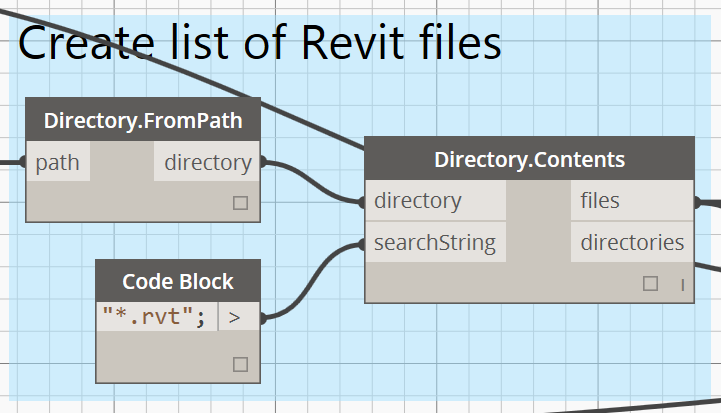 Create list of Revit files
Directory.FromPath
path directory
Directory.Contents
directory files
searchString directories
Code Block
"*.rvt"; >